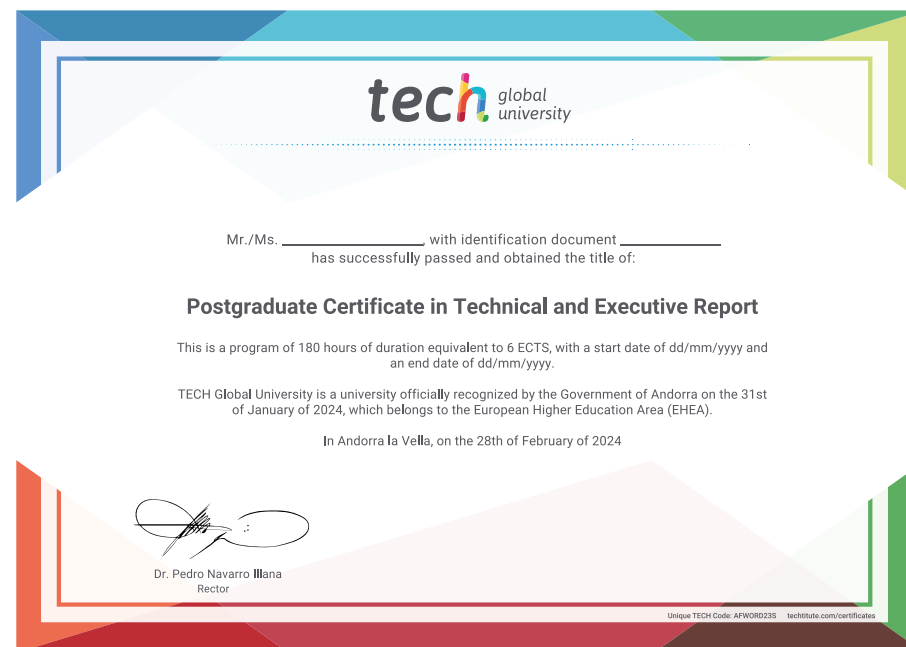 tech global university
Mr./Ms. ____________, with identification document ____________
has successfully passed and obtained the title of:
Postgraduate Certificate in Technical and Executive Report
This is a program of 180 hours of duration equivalent to 6 ECTS, with a start date of dd/mm/yyyy and
an end date of dd/mm/yyyy.
TECH Global University is a university officially recognized by the Government of Andorra on the 31st
of January of 2024, which belongs to the European Higher Education Area (EHEA).
In Andorra la Vella, on the 28th of February of 2024
Dr. Pedro Navarro Illana
Rector
Unique TECH Code: AFWORD23S techtitute.com/certificates